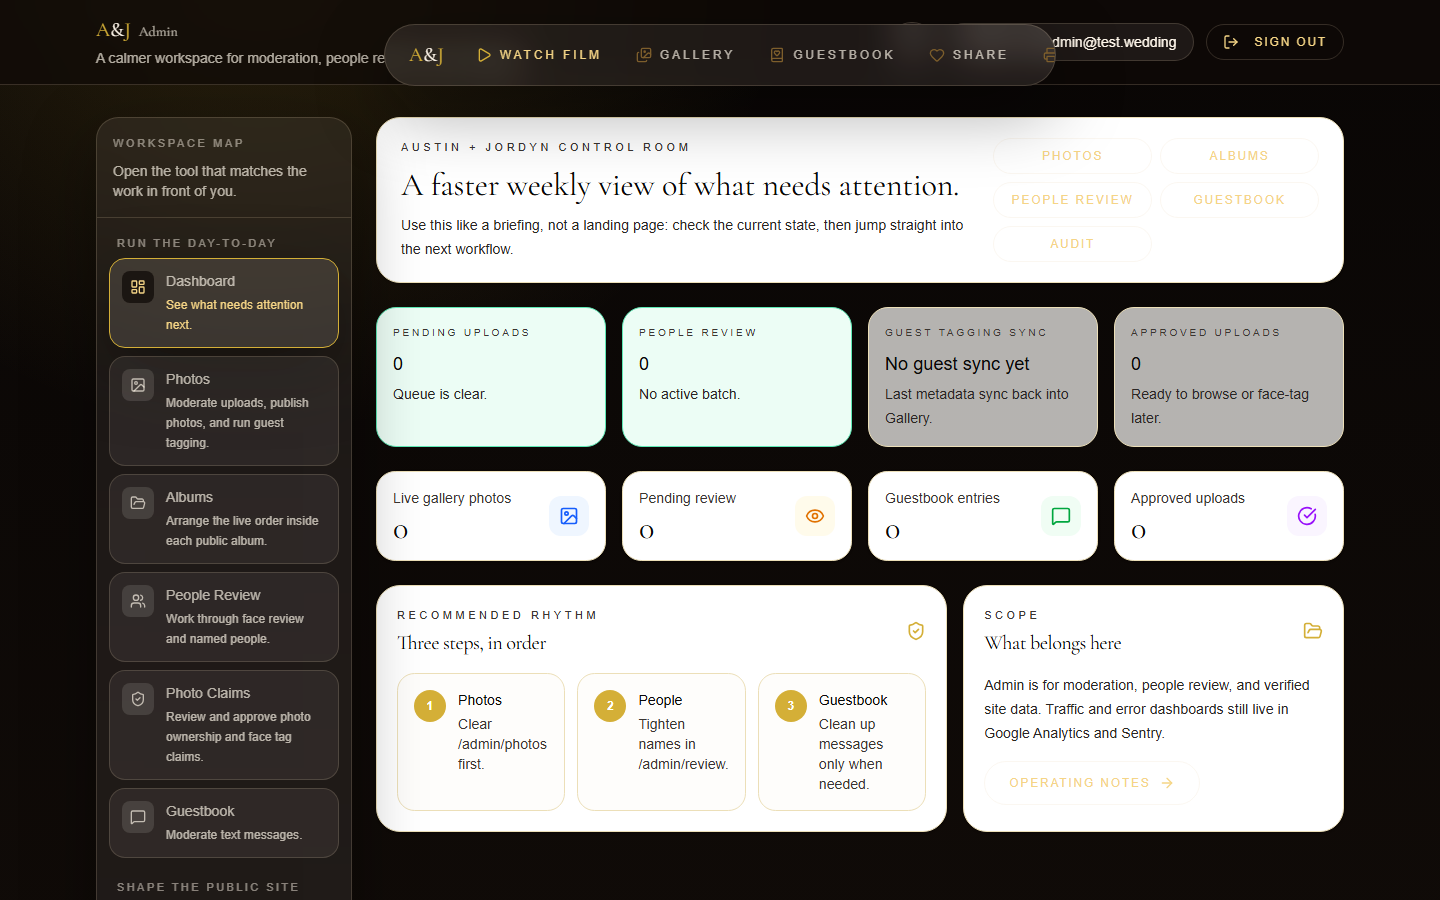 A&J Admin
A calmer workspace for moderation, people re
A&J
WATCH FILM
GALLERY
GUESTBOOK
SHARE
dmin@test.wedding
SIGN OUT
WORKSPACE MAP
Open the tool that matches the
work in front of you.
RUN THE DAY-TO-DAY
Dashboard
See what needs attention
next.
Photos
Moderate uploads, publish
photos, and run guest
tagging.
Albums
Arrange the live order inside
each public album.
People Review
Work through face review
and named people.
Photo Claims
Review and approve photo
ownership and face tag
claims.
Guestbook
Moderate text messages.
SHAPE THE PUBLIC SITE
AUSTIN + JORDYN CONTROL ROOM
A faster weekly view of what needs attention.
Use this like a briefing, not a landing page: check the current state, then jump straight into
the next workflow.
PHOTOS
ALBUMS
PEOPLE REVIEW
GUESTBOOK
AUDIT
PENDING UPLOADS
0
Queue is clear.
PEOPLE REVIEW
0
No active batch.
GUEST TAGGING SYNC
No guest sync yet
Last metadata sync back into
Gallery.
APPROVED UPLOADS
0
Ready to browse or face-tag
later.
Live gallery photos
0
Pending review
0
Guestbook entries
0
Approved uploads
0
RECOMMENDED RHYTHM
Three steps, in order
1
Photos
Clear
/admin/photos
first.
2
People
Tighten
names in
/admin/review.
3
Guestbook
Clean up
messages
only when
needed.
SCOPE
What belongs here
Admin is for moderation, people review, and verified
site data. Traffic and error dashboards still live in
Google Analytics and Sentry.
OPERATING NOTES